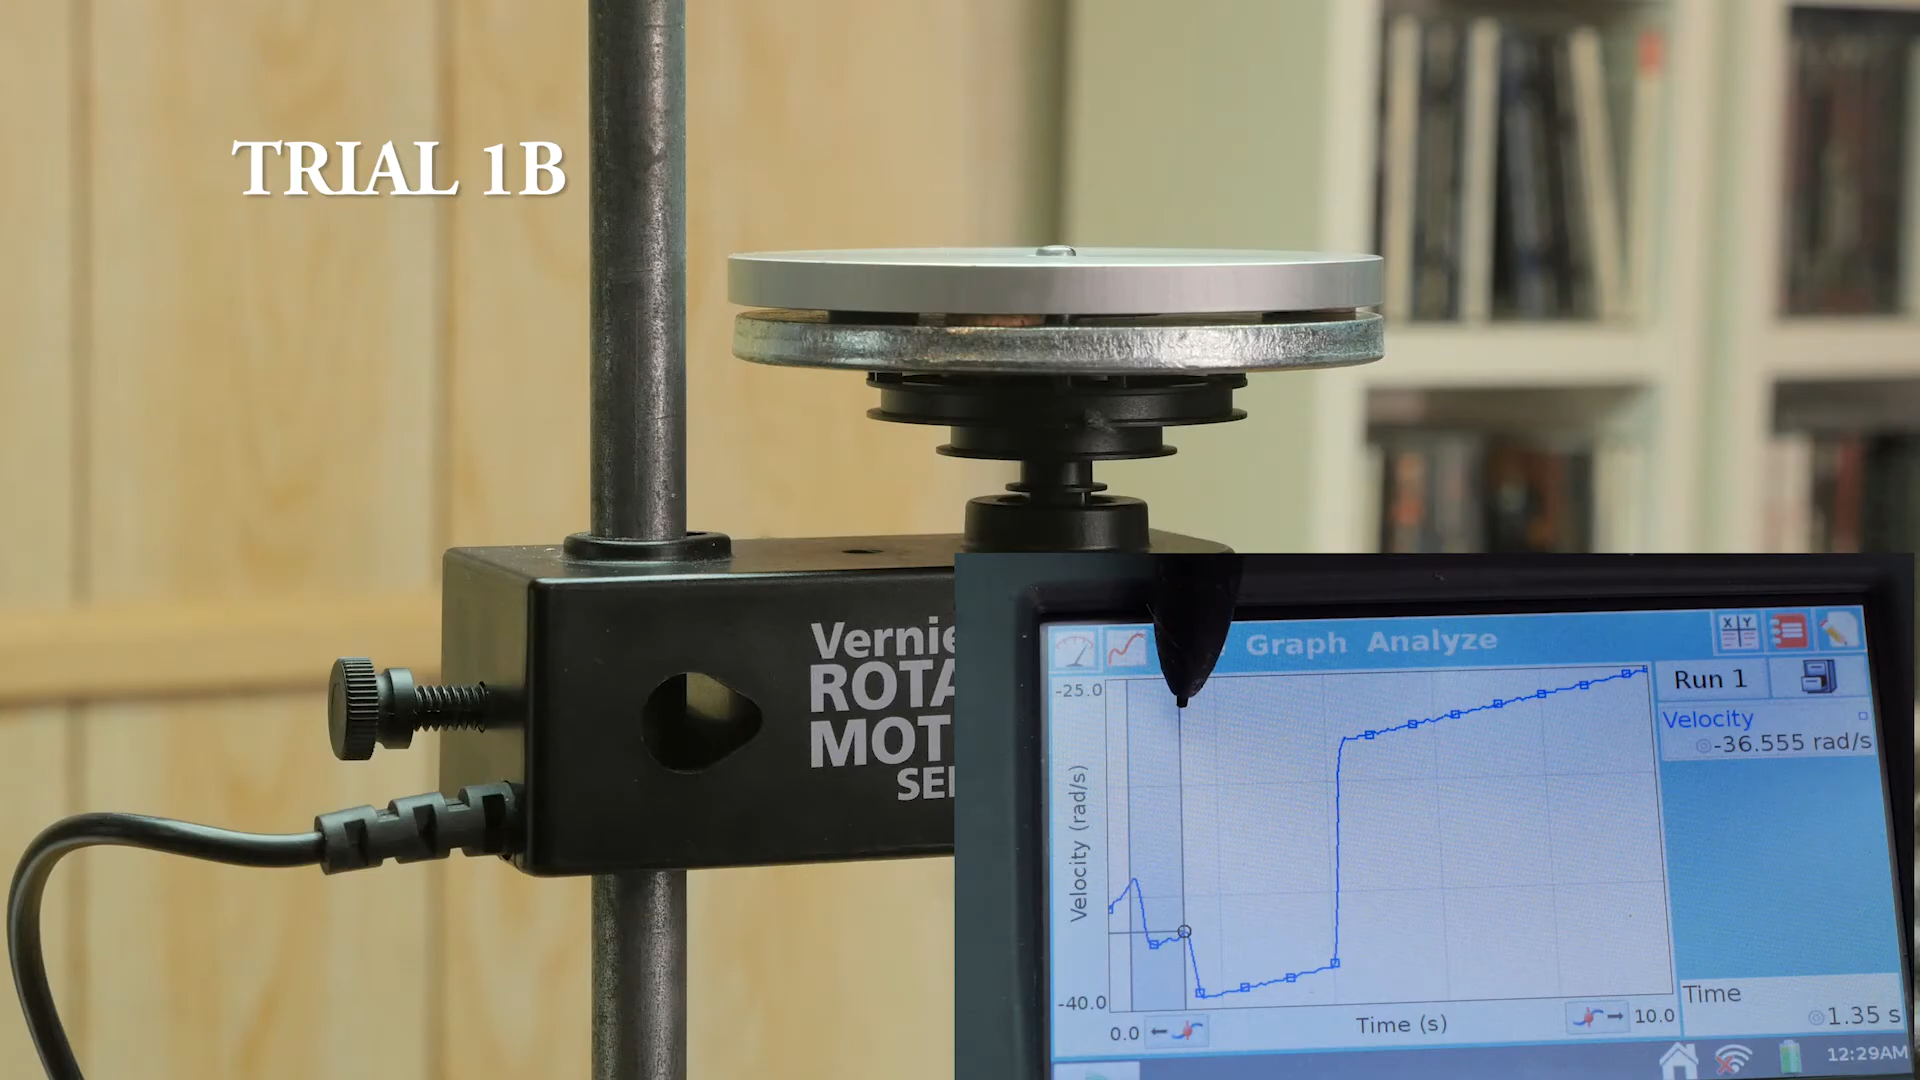 TRIAL 1B
Vernie
ROTA
MOT
SE
Graph Analyze
X Y
Run 1
-25.0
Velocity
-36.555 rad/s
Velocity (rad/s)
-40.0
0.0
Time (s)
10.0
Time
1.35 s
12:29AM